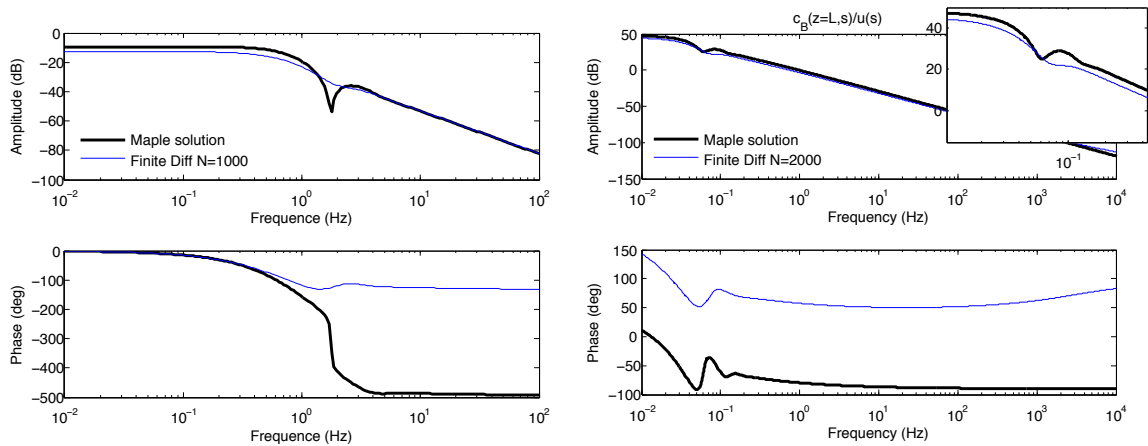 0
−20
−40
−60
−80
−100
Amplitude (dB)
Maple solution
Finite Diff N=1000
10^−2 10^−1 10^0 10^1 10^2
Frequence (Hz)
0
−100
−200
−300
−400
−500
Phase (deg)
10^−2 10^−1 10^0 10^1 10^2
Frequence (Hz)
c_B(z=L,s)/u(s)
50
0
−50
−100
−150
Amplitude (dB)
Maple solution
Finite Diff N=2000
10^−2 10^−1 10^0 10^1 10^2 10^3 10^4
Frequency (Hz)
40
20
0
10^−1
150
100
50
0
−50
−100
Phase (deg)
10^−2 10^−1 10^0 10^1 10^2 10^3 10^4
Frequency (Hz)